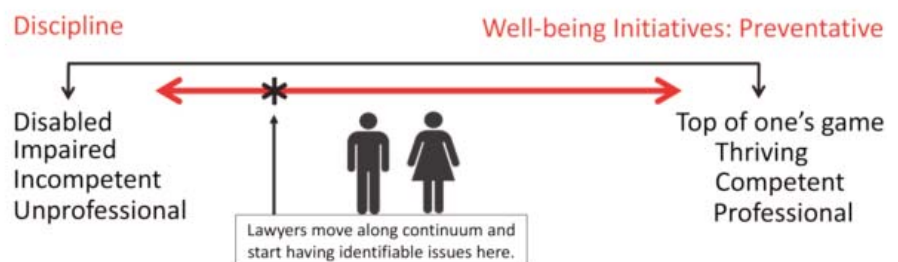 Discipline
Well-being Initiatives: Preventative
Disabled
Impaired
Incompetent
Unprofessional
Top of one’s game
Thriving
Competent
Professional
Lawyers move along continuum and
start having identifiable issues here.